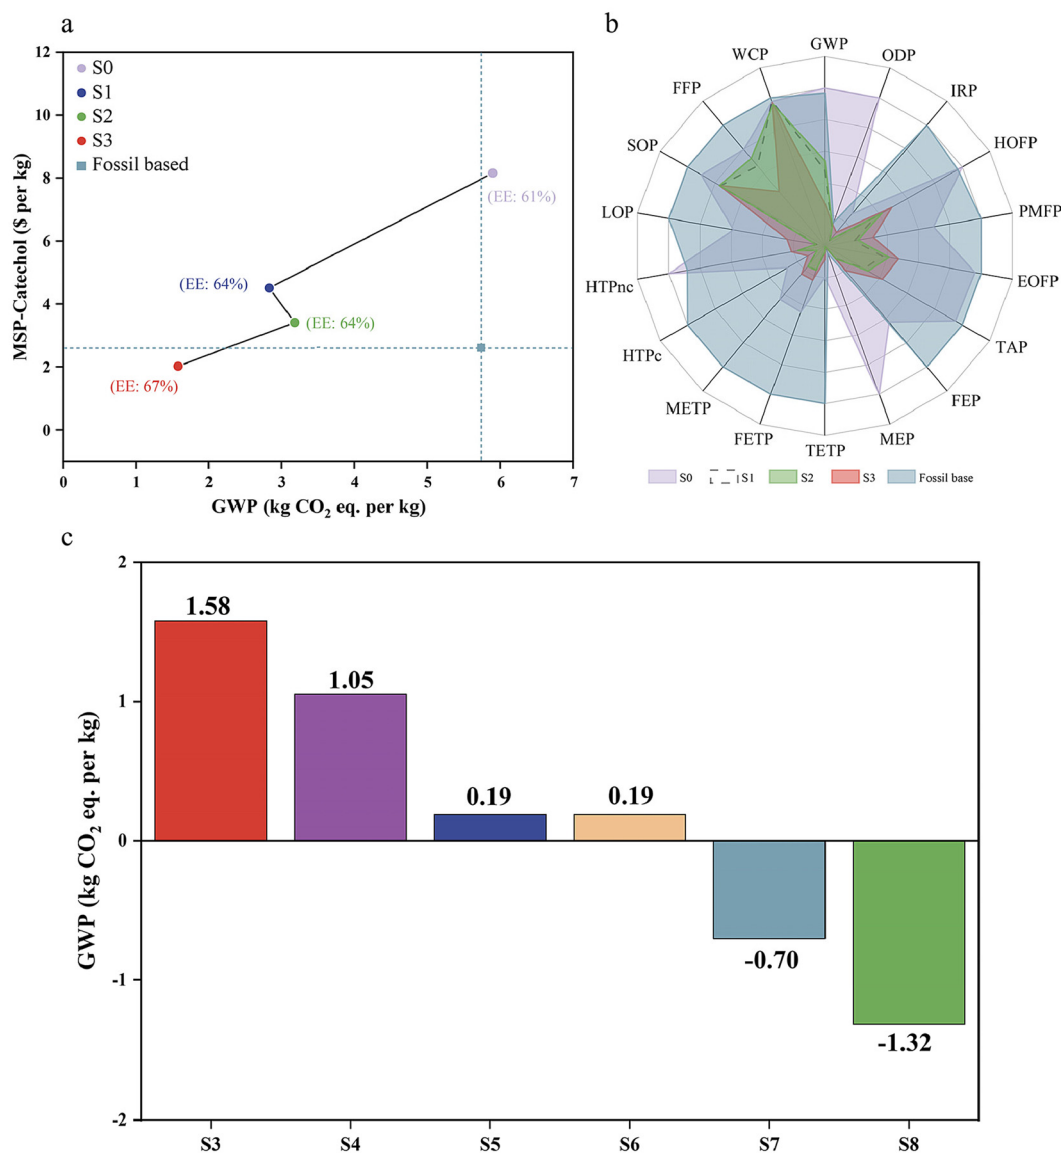 a
12
10
8
6
4
2
0
MSP-Catechol ($ per kg)
S0
S1
S2
S3
Fossil based
(EE: 61%)
(EE: 64%)
(EE: 64%)
(EE: 67%)
0 1 2 3 4 5 6 7
GWP (kg CO₂ eq. per kg)
b
GWP
ODP
IRP
HOFP
PMFP
EOFP
TAP
FEP
MEP
TETP
FETP
METP
HTPc
HTPnc
LOP
SOP
FFP
WCP
S0 S1 S2 S3 Fossil base
c
2
1
0
-1
-2
GWP (kg CO₂ eq. per kg)
1.58
1.05
0.19
0.19
-0.70
-1.32
S3 S4 S5 S6 S7 S8